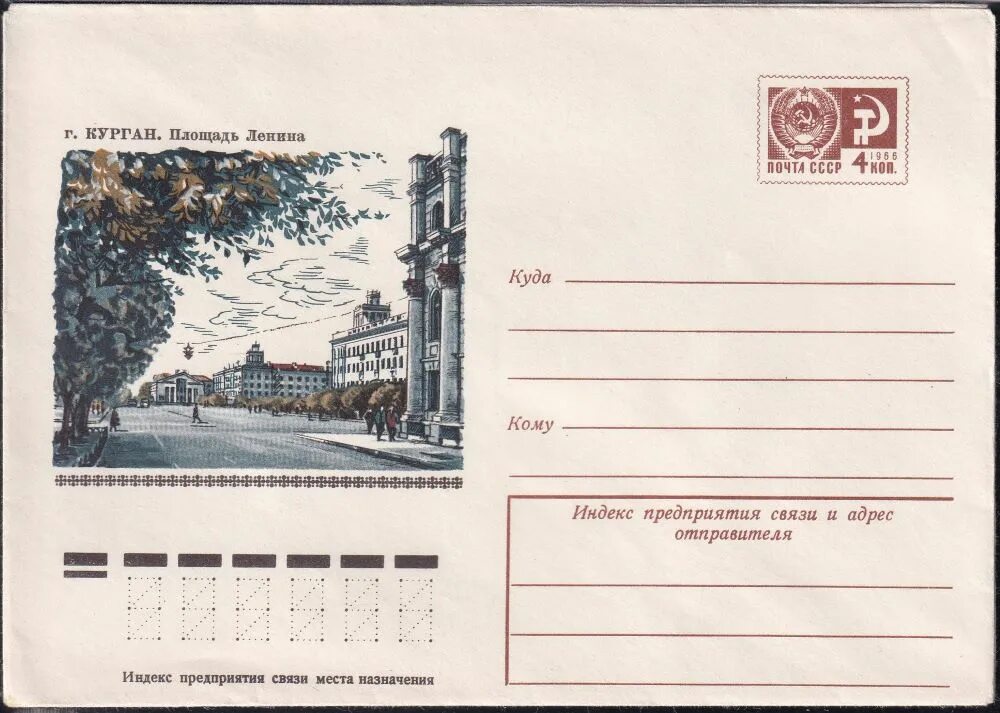 г. КУРГАН. Площадь Ленина
1966
ПОЧТА СССР 4 КОП.
Куда
Кому
Индекс предприятия связи и адрес
отправителя
Индекс предприятия связи места назначения